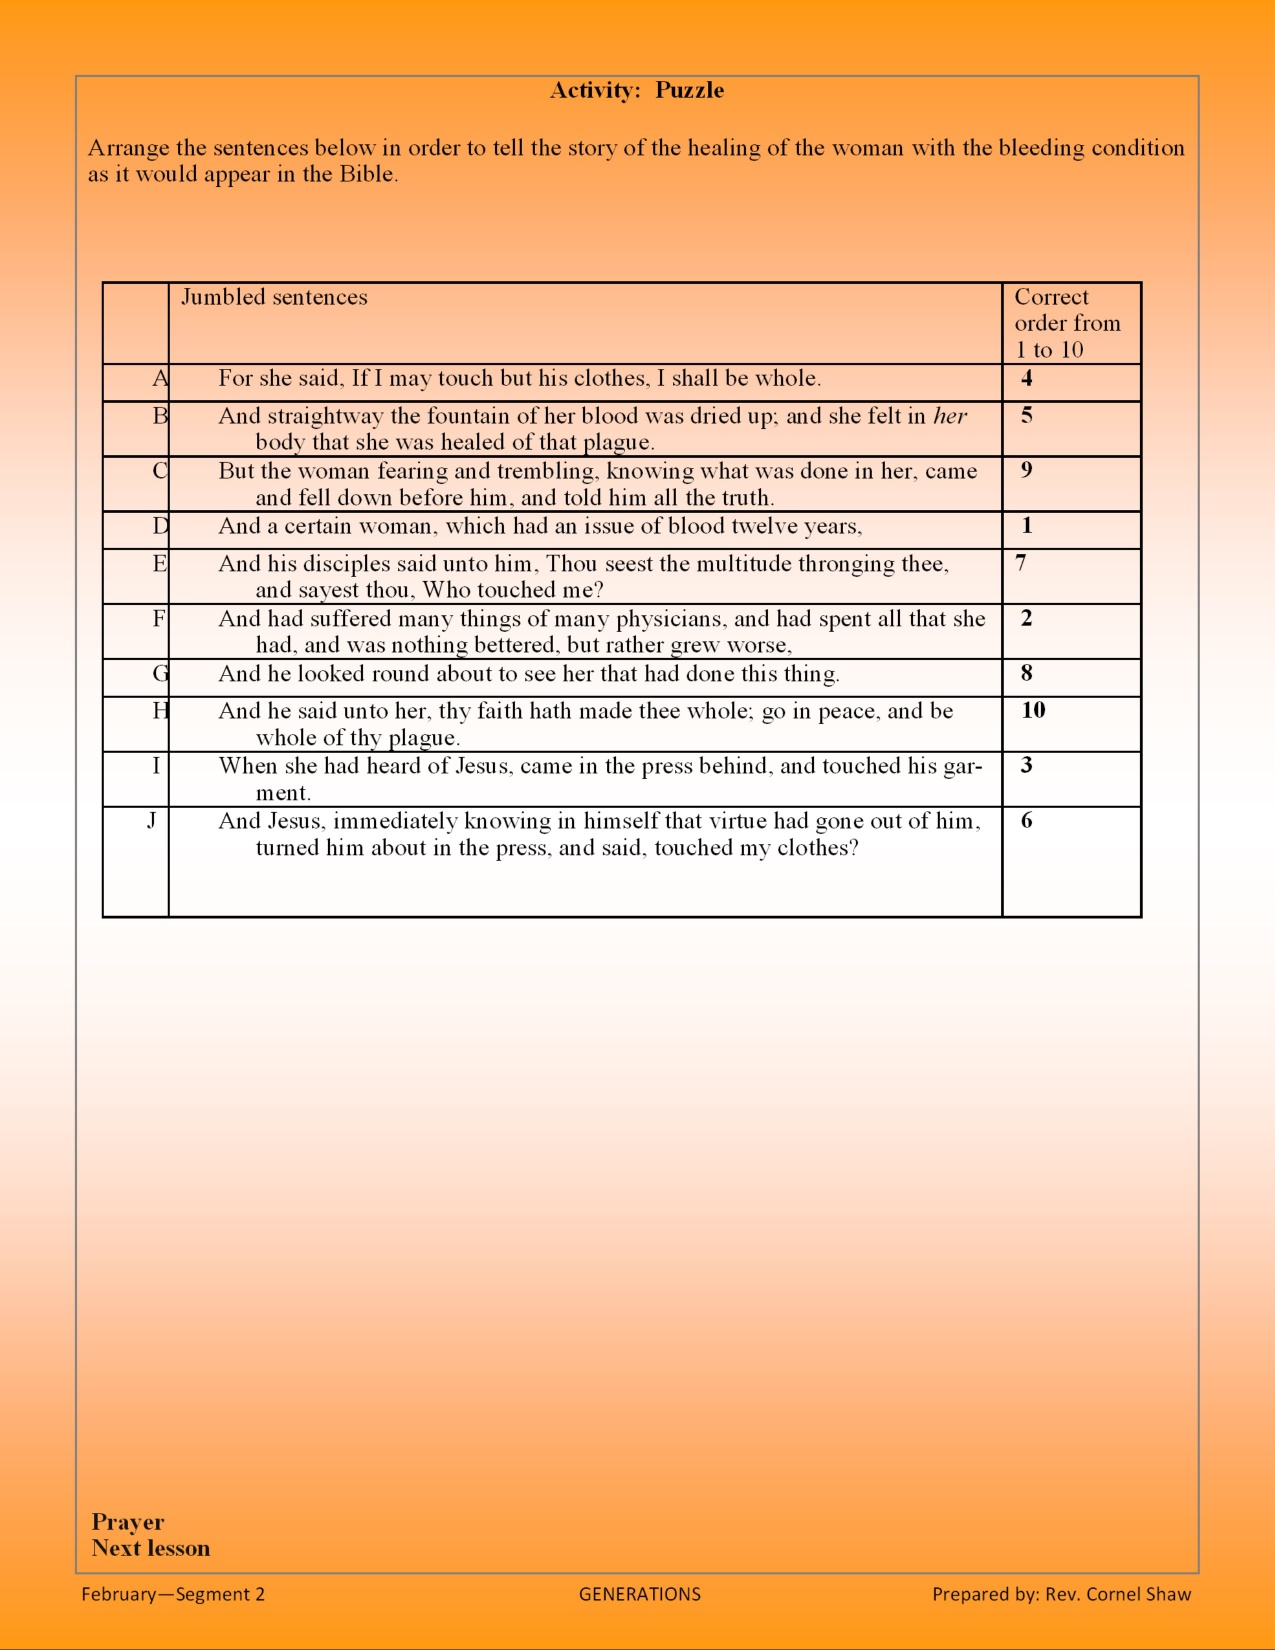 Activity:  Puzzle
Arrange the sentences below in order to tell the story of the healing of the woman with the bleeding condition
as it would appear in the Bible.
Jumbled sentences
Correct
order from
1 to 10
A
For she said, If I may touch but his clothes, I shall be whole.
4
B
And straightway the fountain of her blood was dried up; and she felt in her
body that she was healed of that plague.
5
C
But the woman fearing and trembling, knowing what was done in her, came
and fell down before him, and told him all the truth.
9
D
And a certain woman, which had an issue of blood twelve years,
1
E
And his disciples said unto him, Thou seest the multitude thronging thee,
and sayest thou, Who touched me?
7
F
And had suffered many things of many physicians, and had spent all that she
had, and was nothing bettered, but rather grew worse,
2
G
And he looked round about to see her that had done this thing.
8
H
And he said unto her, thy faith hath made thee whole; go in peace, and be
whole of thy plague.
10
I
When she had heard of Jesus, came in the press behind, and touched his gar-
ment.
3
J
And Jesus, immediately knowing in himself that virtue had gone out of him,
turned him about in the press, and said, touched my clothes?
6
Prayer
Next lesson
February—Segment 2
GENERATIONS
Prepared by: Rev. Cornel Shaw